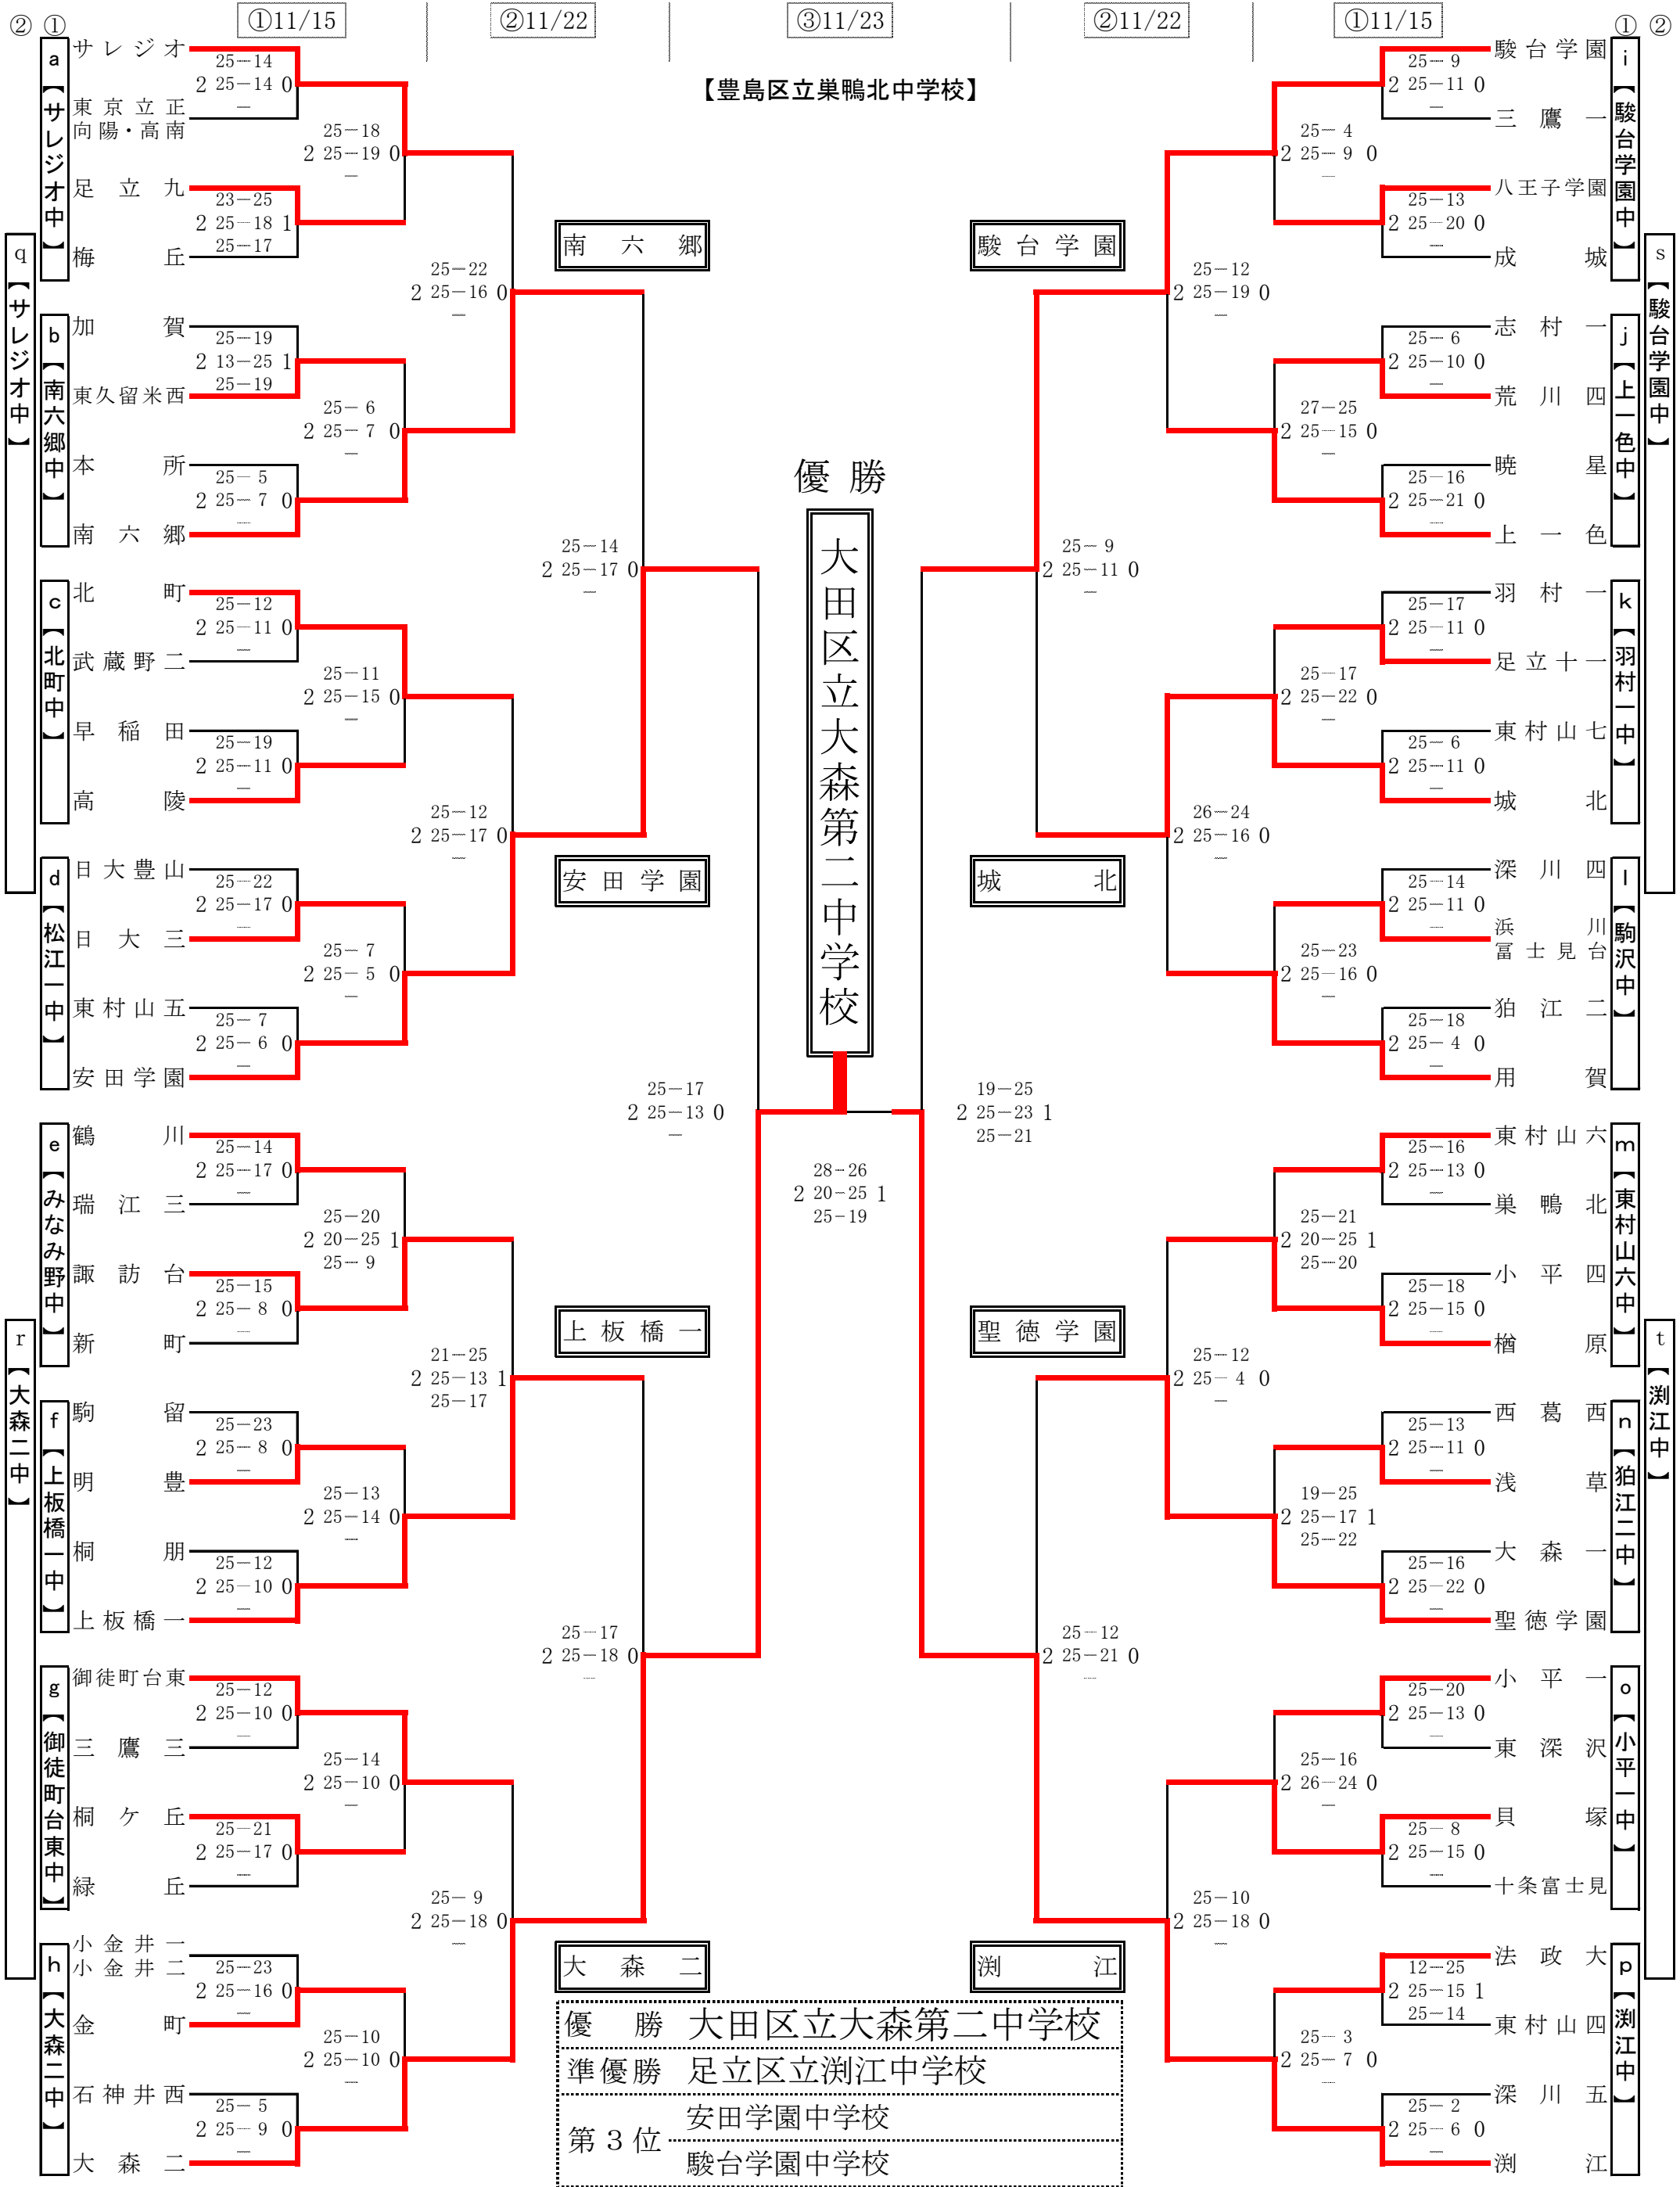 ② ① ①11/15 ②11/22 ③11/23 ②11/22 ①11/15 ① ②
【豊島区立巣鴨北中学校】
q【サレジオ中】
r【大森二中】
a【サレジオ中】
サレジオ
25-14
2 25-14 0
-
東京立正
向陽・高南
足立九
23-25
2 25-18 1
25-17
梅丘
b【南六郷中】
加賀
25-19
2 13-25 1
25-19
東久留米西
本所
25-5
2 25-7 0
-
南六郷
c【北町中】
北町
25-12
2 25-11 0
-
武蔵野二
早稲田
25-19
2 25-11 0
-
高陵
d【松江一中】
日大豊山
25-22
2 25-17 0
-
日大三
東村山五
25-7
2 25-6 0
-
安田学園
e【みなみ野中】
鶴川
25-14
2 25-17 0
-
瑞江三
諏訪台
25-15
2 25-8 0
-
新町
f【上板橋一中】
駒留
25-23
2 25-8 0
-
明豊
桐朋
25-12
2 25-10 0
-
上板橋一
g【御徒町台東中】
御徒町台東
25-12
2 25-10 0
-
三鷹三
桐ケ丘
25-21
2 25-17 0
-
緑丘
h【大森二中】
小金井一
小金井二
25-23
2 25-16 0
-
金町
石神井西
25-5
2 25-9 0
-
大森二
25-18
2 25-19 0
-
25-6
2 25-7 0
-
25-11
2 25-15 0
-
25-7
2 25-5 0
-
25-20
2 20-25 1
25-9
25-13
2 25-14 0
-
25-14
2 25-10 0
-
25-10
2 25-10 0
-
25-22
2 25-16 0
-
25-12
2 25-17 0
-
21-25
2 25-13 1
25-17
25-9
2 25-18 0
-
南六郷
安田学園
上板橋一
大森二
25-14
2 25-17 0
-
25-17
2 25-18 0
-
25-17
2 25-13 0
-
優勝
大田区立大森第二中学校
28-26
2 20-25 1
25-19
19-25
2 25-23 1
25-21
25-9
2 25-11 0
-
25-12
2 25-21 0
-
駿台学園
城北
聖徳学園
渕江
25-12
2 25-19 0
-
26-24
2 25-16 0
-
25-12
2 25-4 0
-
25-10
2 25-18 0
-
25-4
2 25-9 0
-
27-25
2 25-15 0
-
25-17
2 25-22 0
-
25-23
2 25-16 0
-
25-21
2 20-25 1
25-20
19-25
2 25-17 1
25-22
25-16
2 26-24 0
-
25-3
2 25-7 0
-
駿台学園
25-9
2 25-11 0
-
三鷹一
八王子学園
25-13
2 25-20 0
-
成城
i【駿台学園中】
志村一
25-6
2 25-10 0
-
荒川四
暁星
25-16
2 25-21 0
-
上一色
j【上一色中】
羽村一
25-17
2 25-11 0
-
足立十一
東村山七
25-6
2 25-11 0
-
城北
k【羽村一中】
深川四
25-14
2 25-11 0
-
浜川
冨士見台
狛江二
25-18
2 25-4 0
-
用賀
l【駒沢中】
東村山六
25-16
2 25-13 0
-
巣鴨北
小平四
25-18
2 25-15 0
-
楢原
m【東村山六中】
西葛西
25-13
2 25-11 0
-
浅草
大森一
25-16
2 25-22 0
-
聖徳学園
n【狛江二中】
小平一
25-20
2 25-13 0
-
東深沢
貝塚
25-8
2 25-15 0
-
十条富士見
o【小平一中】
法政大
12-25
2 25-15 1
25-14
東村山四
深川五
25-2
2 25-6 0
-
渕江
p【渕江中】
s【駿台学園中】
t【渕江中】
優勝 大田区立大森第二中学校
準優勝 足立区立渕江中学校
第3位 安田学園中学校
駿台学園中学校